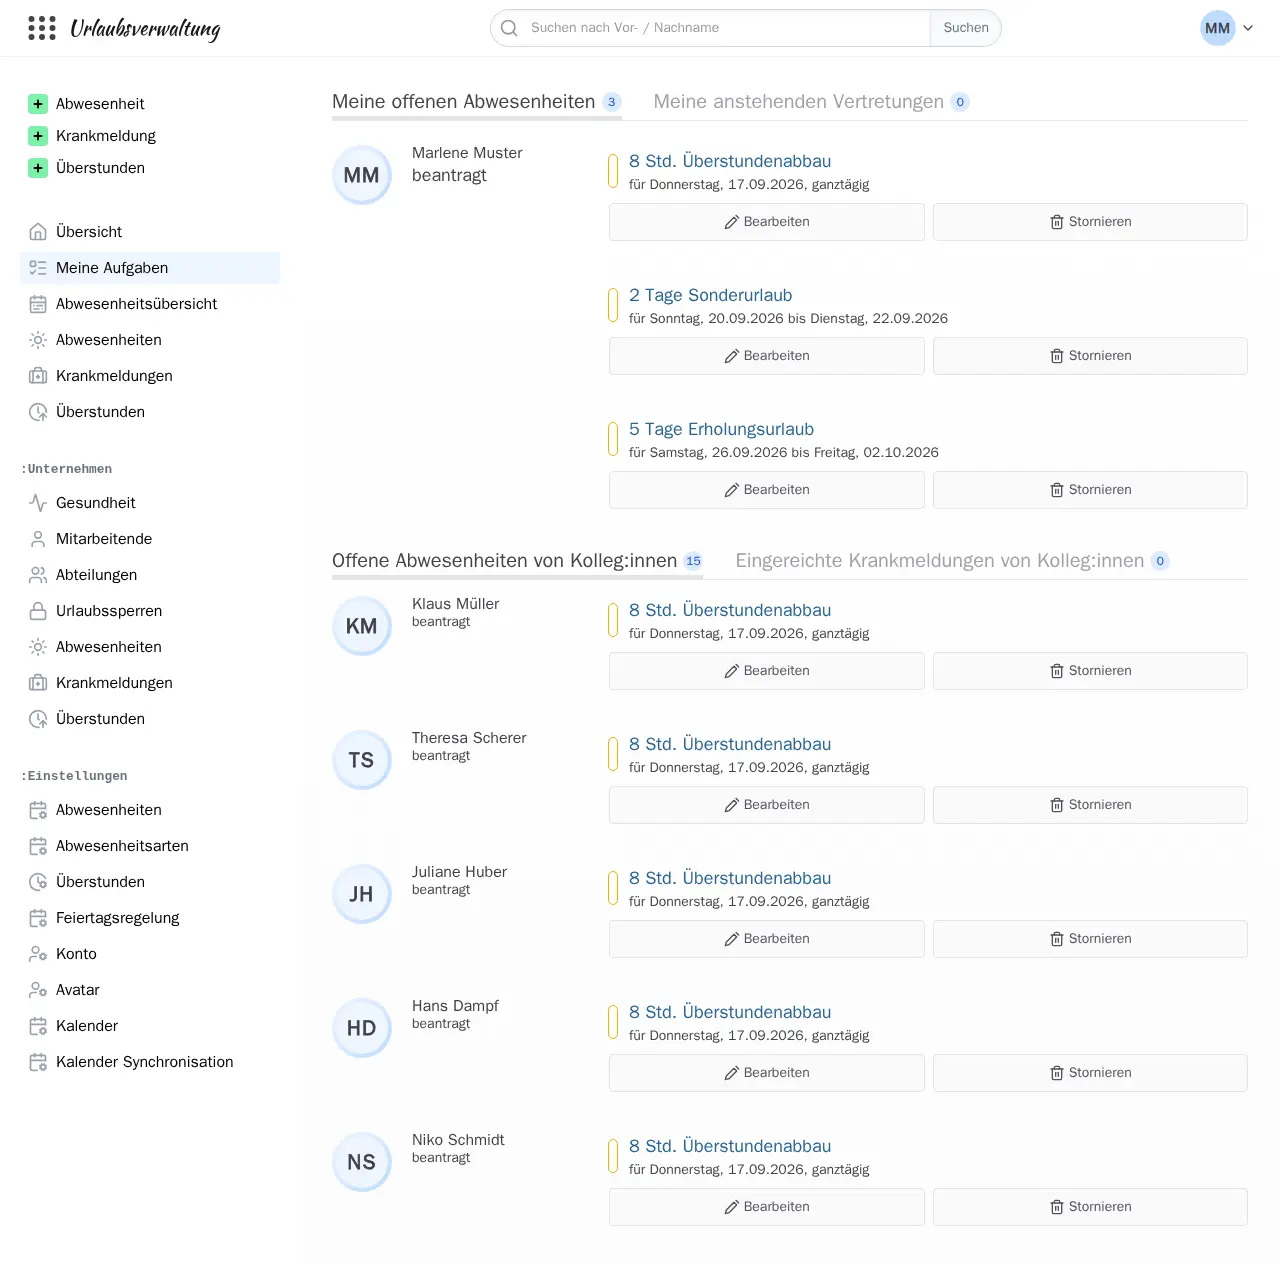 Urlaubsverwaltung
Suchen nach Vor- / Nachname
Suchen
MM
Abwesenheit
Krankmeldung
Überstunden
Übersicht
Meine Aufgaben
Abwesenheitsübersicht
Abwesenheiten
Krankmeldungen
Überstunden
:Unternehmen
Gesundheit
Mitarbeitende
Abteilungen
Urlaubssperren
Abwesenheiten
Krankmeldungen
Überstunden
:Einstellungen
Abwesenheiten
Abwesenheitsarten
Überstunden
Feiertagsregelung
Konto
Avatar
Kalender
Kalender Synchronisation
Meine offenen Abwesenheiten 3
Meine anstehenden Vertretungen 0
MM
Marlene Muster
beantragt
8 Std. Überstundenabbau
für Donnerstag, 17.09.2026, ganztägig
Bearbeiten
Stornieren
2 Tage Sonderurlaub
für Sonntag, 20.09.2026 bis Dienstag, 22.09.2026
Bearbeiten
Stornieren
5 Tage Erholungsurlaub
für Samstag, 26.09.2026 bis Freitag, 02.10.2026
Bearbeiten
Stornieren
Offene Abwesenheiten von Kolleg:innen 15
Eingereichte Krankmeldungen von Kolleg:innen 0
KM
Klaus Müller
beantragt
8 Std. Überstundenabbau
für Donnerstag, 17.09.2026, ganztägig
Bearbeiten
Stornieren
TS
Theresa Scherer
beantragt
8 Std. Überstundenabbau
für Donnerstag, 17.09.2026, ganztägig
Bearbeiten
Stornieren
JH
Juliane Huber
beantragt
8 Std. Überstundenabbau
für Donnerstag, 17.09.2026, ganztägig
Bearbeiten
Stornieren
HD
Hans Dampf
beantragt
8 Std. Überstundenabbau
für Donnerstag, 17.09.2026, ganztägig
Bearbeiten
Stornieren
NS
Niko Schmidt
beantragt
8 Std. Überstundenabbau
für Donnerstag, 17.09.2026, ganztägig
Bearbeiten
Stornieren